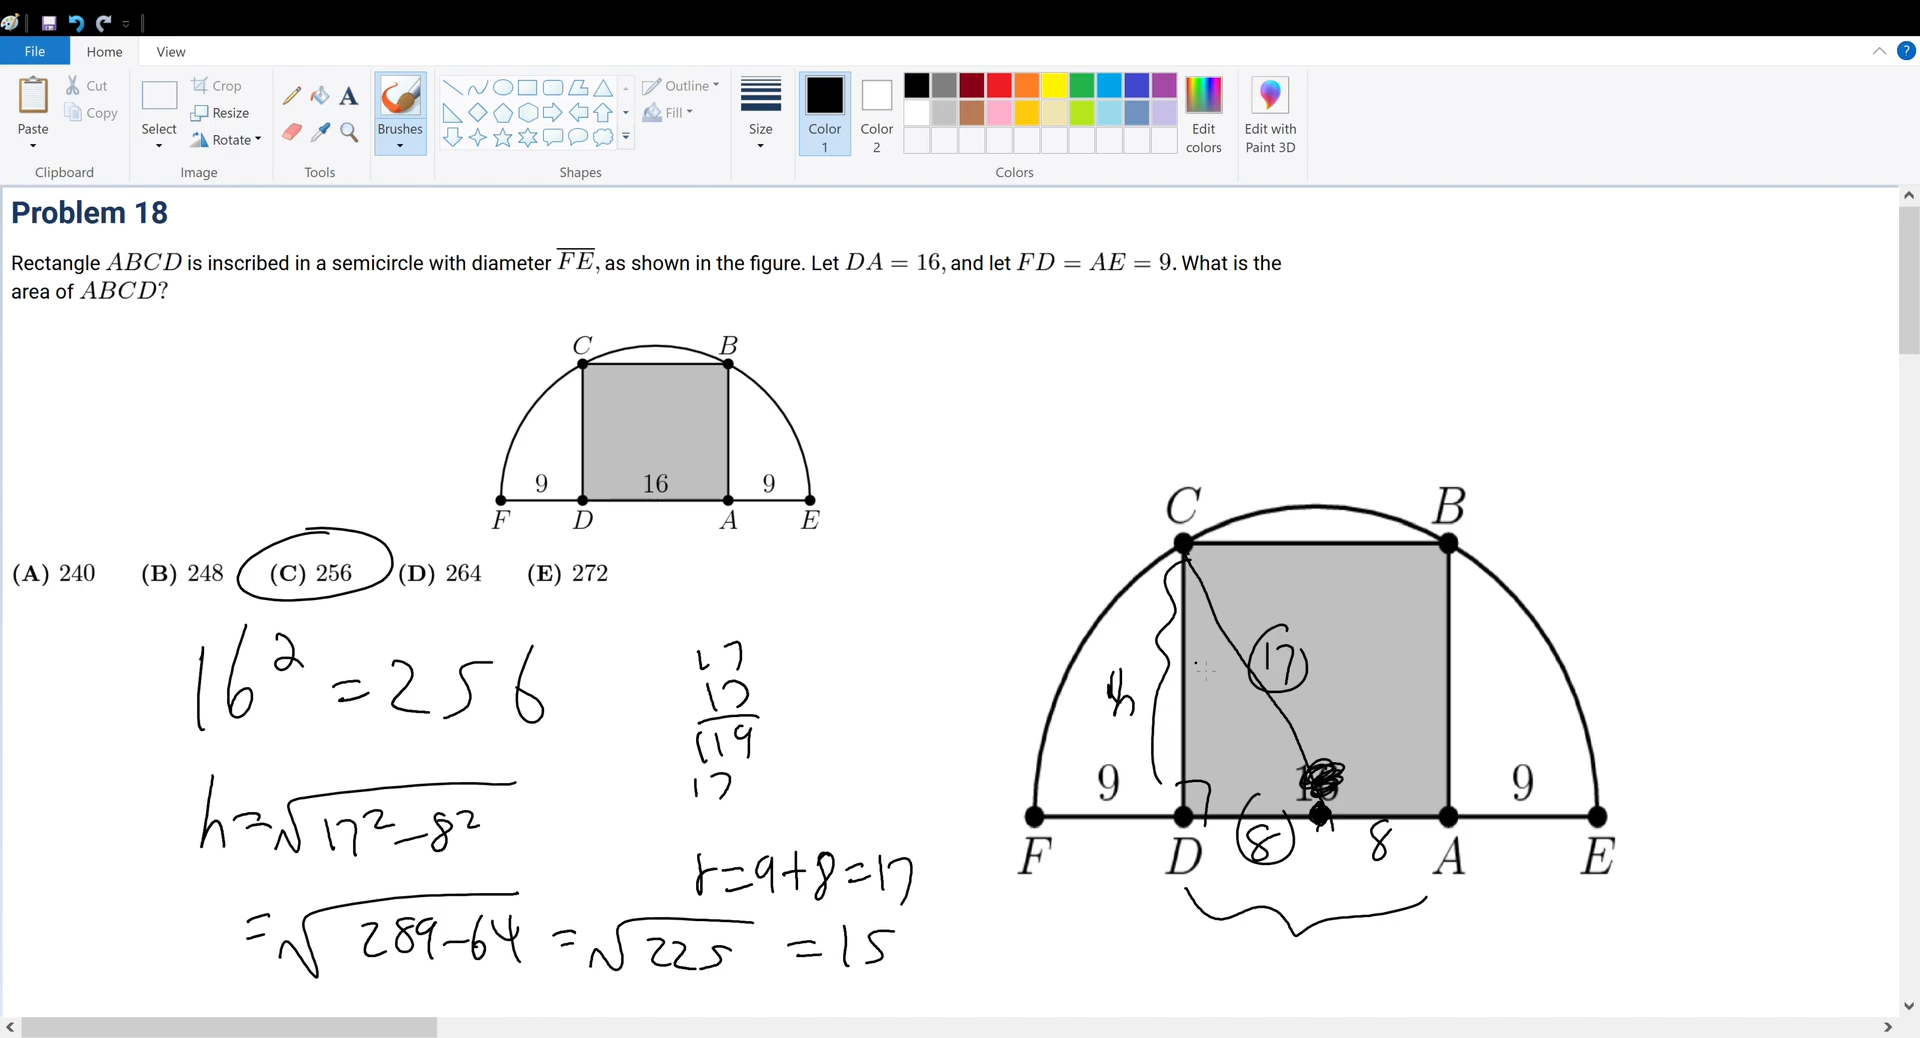 File Home View ?
Paste Cut Copy Select Crop Resize Rotate A Brushes Outline Fill Size Color 1 Color 2 Edit colors Edit with Paint 3D
Clipboard Image Tools Shapes Colors
Problem 18
Rectangle ABCD is inscribed in a semicircle with diameter F̅E̅, as shown in the figure. Let DA = 16, and let FD = AE = 9. What is the
area of ABCD?
C B
9 16 9
F D A E
(A) 240 (B) 248 (C) 256 (D) 264 (E) 272
16² = 256
17
17
119
17
h = √17² – 8²
r = 9 + 8 = 17
= √289 – 64 = √225 = 15
C B
17
h
9 9
8 8
F D A E